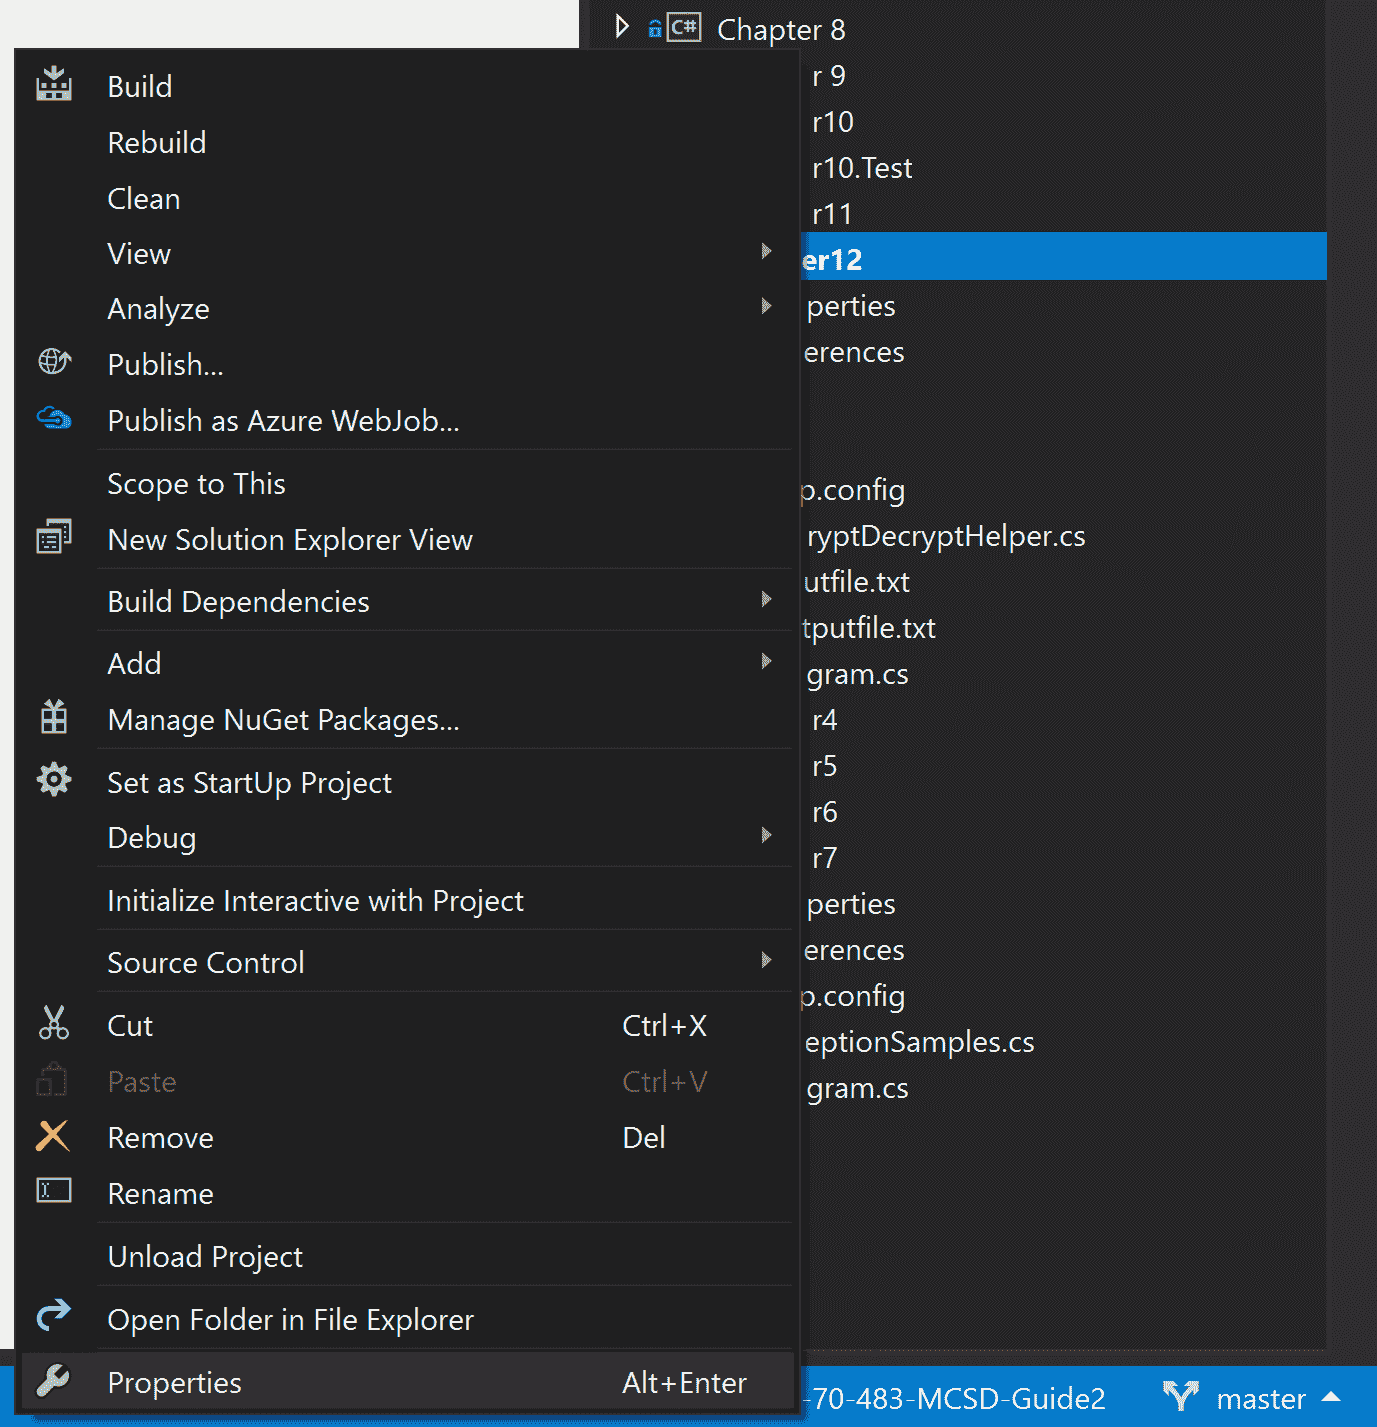 C# Chapter 8
Build
Rebuild
Clean
View
Analyze
Publish...
Publish as Azure WebJob...
Scope to This
New Solution Explorer View
Build Dependencies
Add
Manage NuGet Packages...
Set as StartUp Project
Debug
Initialize Interactive with Project
Source Control
Cut Ctrl+X
Paste Ctrl+V
Remove Del
Rename
Unload Project
Open Folder in File Explorer
Properties Alt+Enter
r 9
r10
r10.Test
r11
er12
perties
erences
p.config
ryptDecryptHelper.cs
utfile.txt
tputfile.txt
gram.cs
r4
r5
r6
r7
perties
erences
p.config
eptionSamples.cs
gram.cs
-70-483-MCSD-Guide2 master